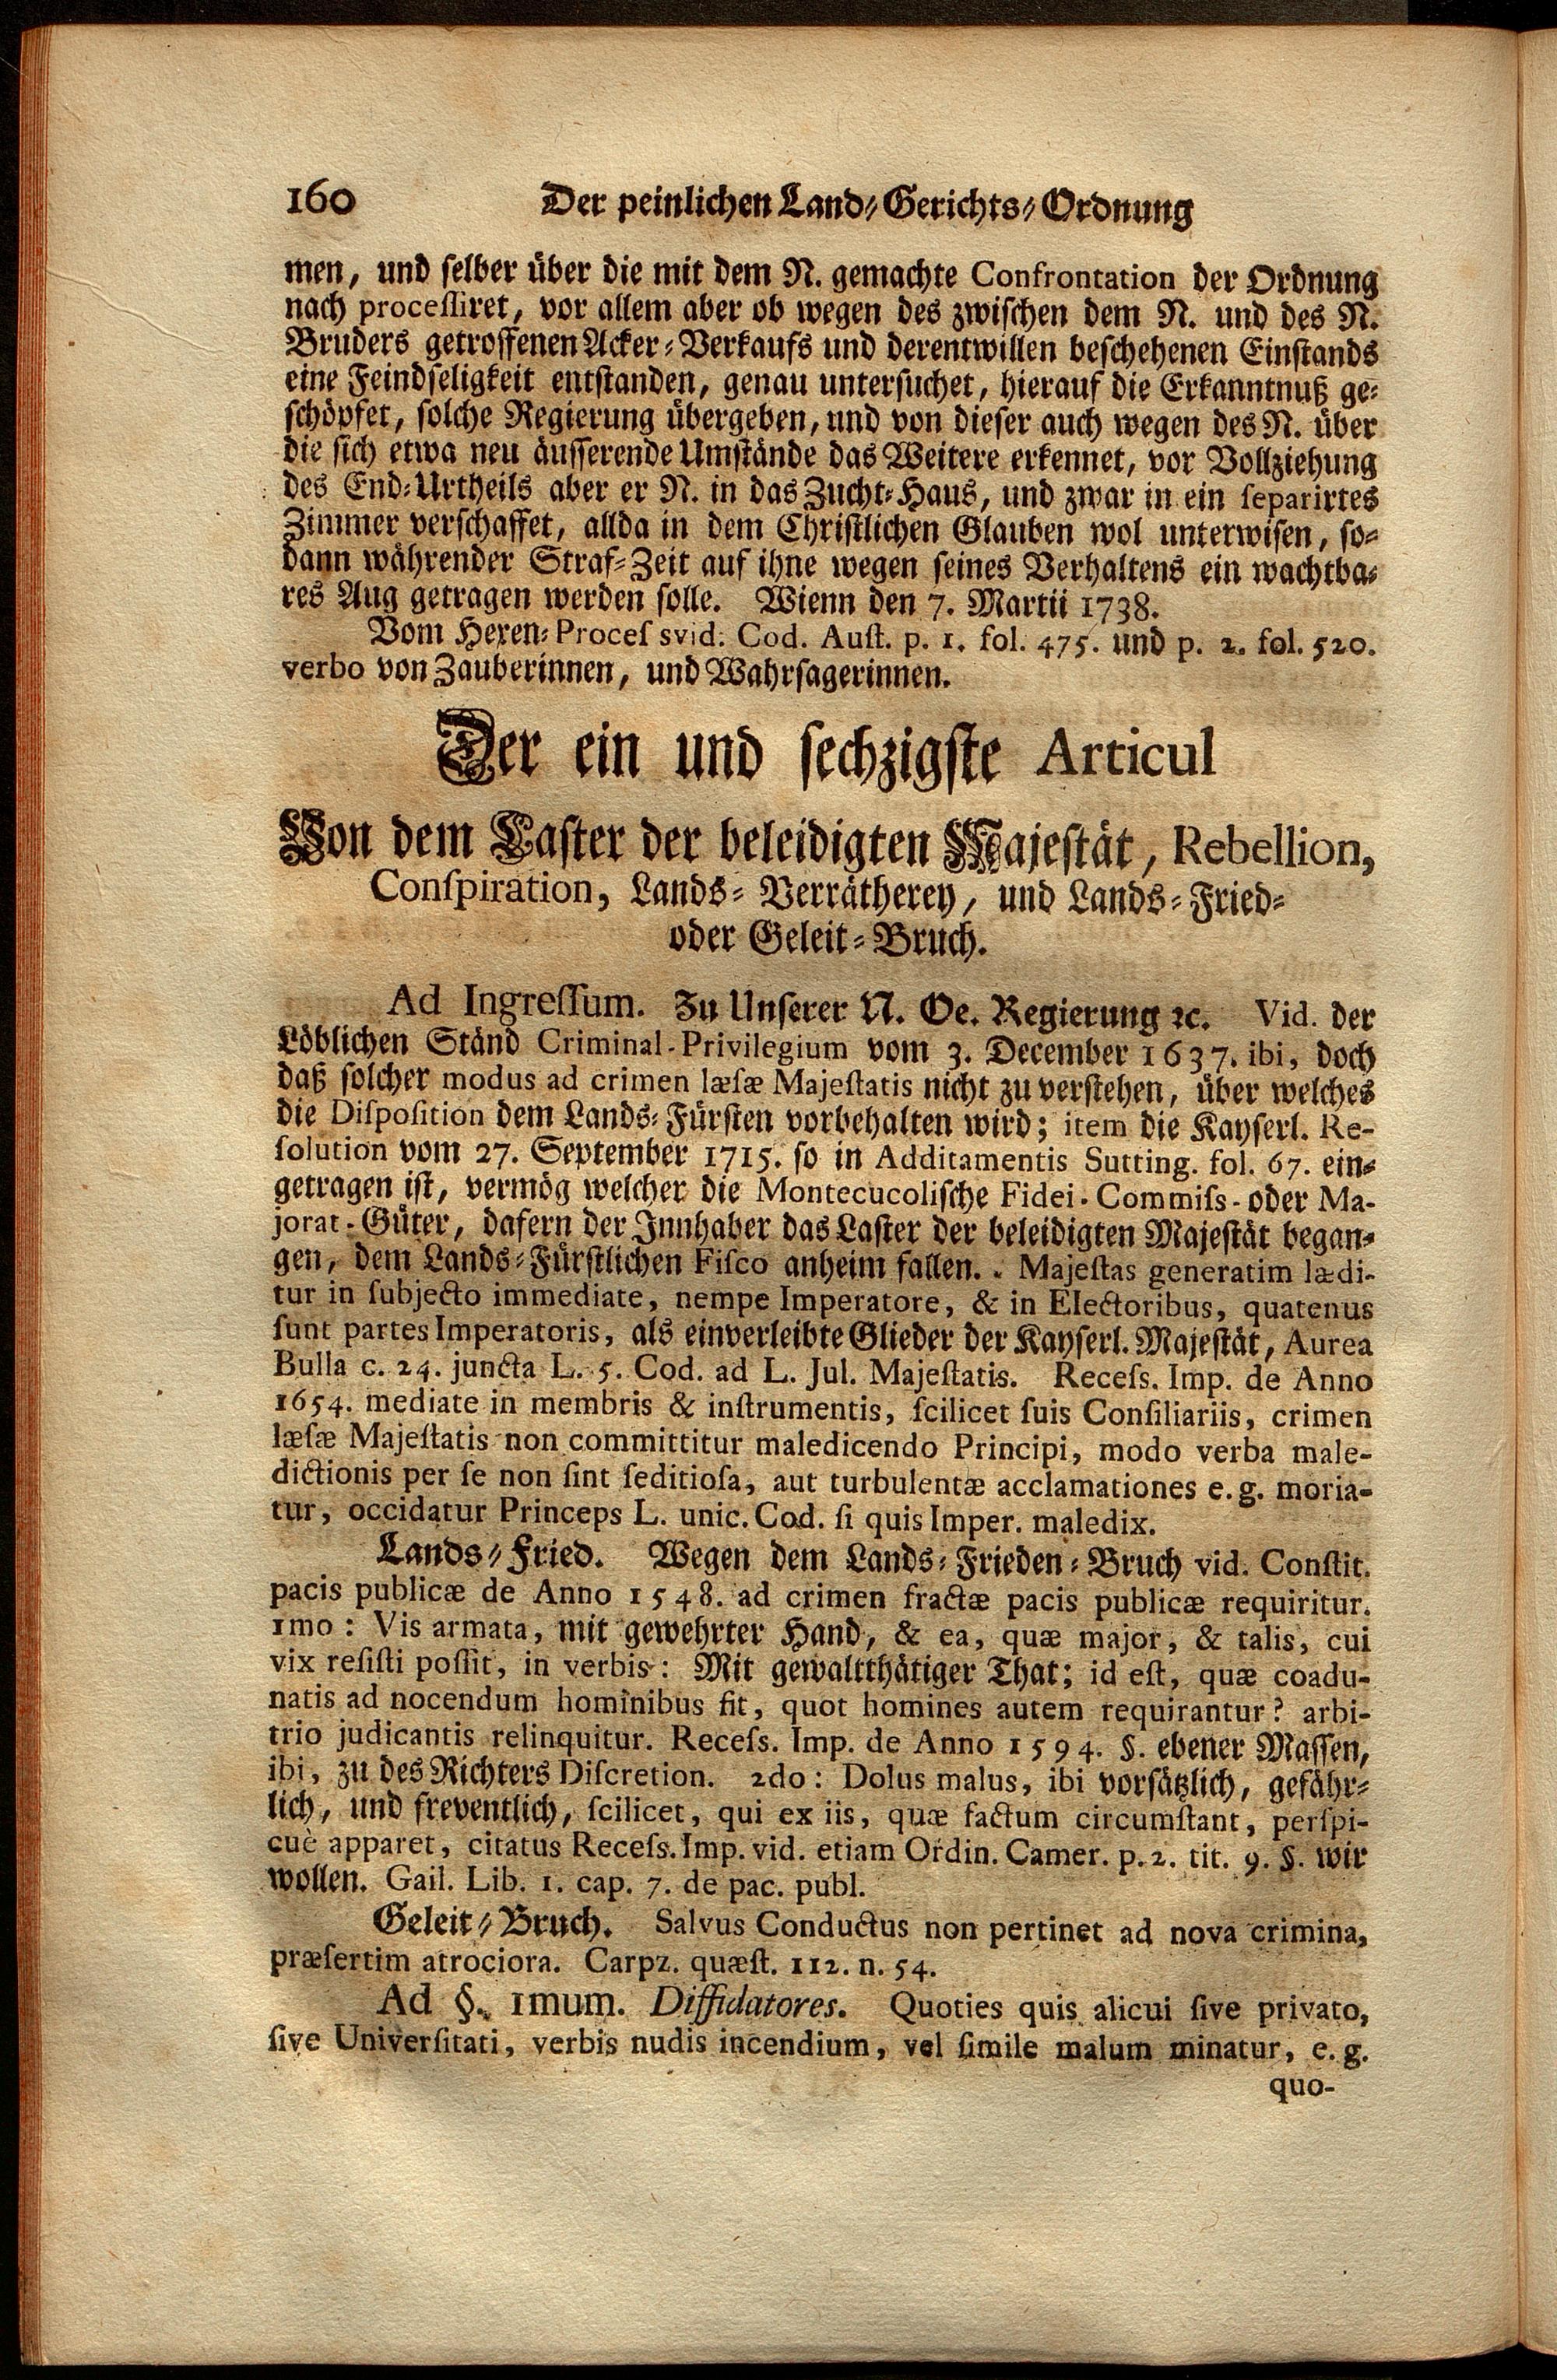 160 Der peinlichen Land-Gerichts-Ordnung
men, und selber über die mit dem N. gemachte Confrontation der Ordnung
nach processiret, vor allem aber ob wegen des zwischen dem N. und des N.
Bruders getroffenen Acker-Verkaufs und derentwillen beschehenen Einstands
eine Feindseligkeit entstanden, genau untersuchet, hierauf die Erkanntnuß ge-
schöpfet, solche Regierung übergeben, und von dieser auch wegen des N. über
die sich etwa neu äusserende Umstände das Weitere erkennet, vor Vollziehung
des End-Urtheils aber er N. in das Zucht-Haus, und zwar in ein separirtes
Zimmer verschaffet, allda in dem Christlichen Glauben wol unterwisen, so-
dann währender Straf-Zeit auf ihne wegen seines Verhaltens ein wachtba-
res Aug getragen werden solle. Wienn den 7. Martii 1738.
Vom Hexen-Proces svid. Cod. Aust. p. 1. fol. 475. und p. 2. fol. 520.
verbo von Zauberinnen, und Wahrsagerinnen.
Der ein und sechzigste Articul
Von dem Laster der beleidigten Majestät, Rebellion,
Conspiration, Lands-Verrätherey, und Lands-Fried-
oder Geleit-Bruch.
Ad Ingressum. Zu Unserer N. Oe. Regierung ꝛc. Vid. der
Löblichen Ständ Criminal-Privilegium vom 3. December 1637. ibi, doch
daß solcher modus ad crimen læsæ Majestatis nicht zu verstehen, über welches
die Disposition dem Lands-Fürsten vorbehalten wird; item die Kayserl. Re-
solution vom 27. September 1715. so in Additamentis Sutting. fol. 67. ein-
getragen ist, vermög welcher die Montecucolische Fidei-Commiss-oder Ma-
jorat-Güter, dafern der Innhaber das Laster der beleidigten Majestät began-
gen, dem Lands-Fürstlichen Fisco anheim fallen. . Majestas generatim lædi-
tur in subjecto immediate, nempe Imperatore, & in Electoribus, quatenus
sunt partes Imperatoris, als einverleibte Glieder der Kayserl. Majestät, Aurea
Bulla c. 24. juncta L. 5. Cod. ad L. Jul. Majestatis. Recess. Imp. de Anno
1654. mediate in membris & instrumentis, scilicet suis Consiliariis, crimen
læsæ Majestatis non committitur maledicendo Principi, modo verba male-
dictionis per se non sint seditiosa, aut turbulentæ acclamationes e. g. moria-
tur, occidatur Princeps L. unic. Cod. si quis Imper. maledix.
Lands-Fried. Wegen dem Lands-Frieden-Bruch vid. Constit.
pacis publicæ de Anno 1548. ad crimen fractæ pacis publicæ requiritur.
1mo: Vis armata, mit gewehrter Hand, & ea, quæ major, & talis, cui
vix resisti possit, in verbis: Mit gewaltthätiger That; id est, quæ coadu-
natis ad nocendum hominibus fit, quot homines autem requirantur? arbi-
trio judicantis relinquitur. Recess. Imp. de Anno 1594. §. ebener Massen,
ibi, zu des Richters Discretion. 2do: Dolus malus, ibi vorsätzlich, gefähr-
lich, und freventlich, scilicet, qui ex iis, quæ factum circumstant, perspi-
cuè apparet, citatus Recess. Imp. vid. etiam Ordin. Camer. p. 2. tit. 9. §. wir
wollen. Gail. Lib. 1. cap. 7. de pac. publ.
Geleit-Bruch. Salvus Conductus non pertinet ad nova crimina,
præsertim atrociora. Carpz. quæst. 112. n. 54.
Ad §. 1mum. Diffidatores. Quoties quis alicui sive privato,
sive Universitati, verbis nudis incendium, vel simile malum minatur, e. g.
quo-